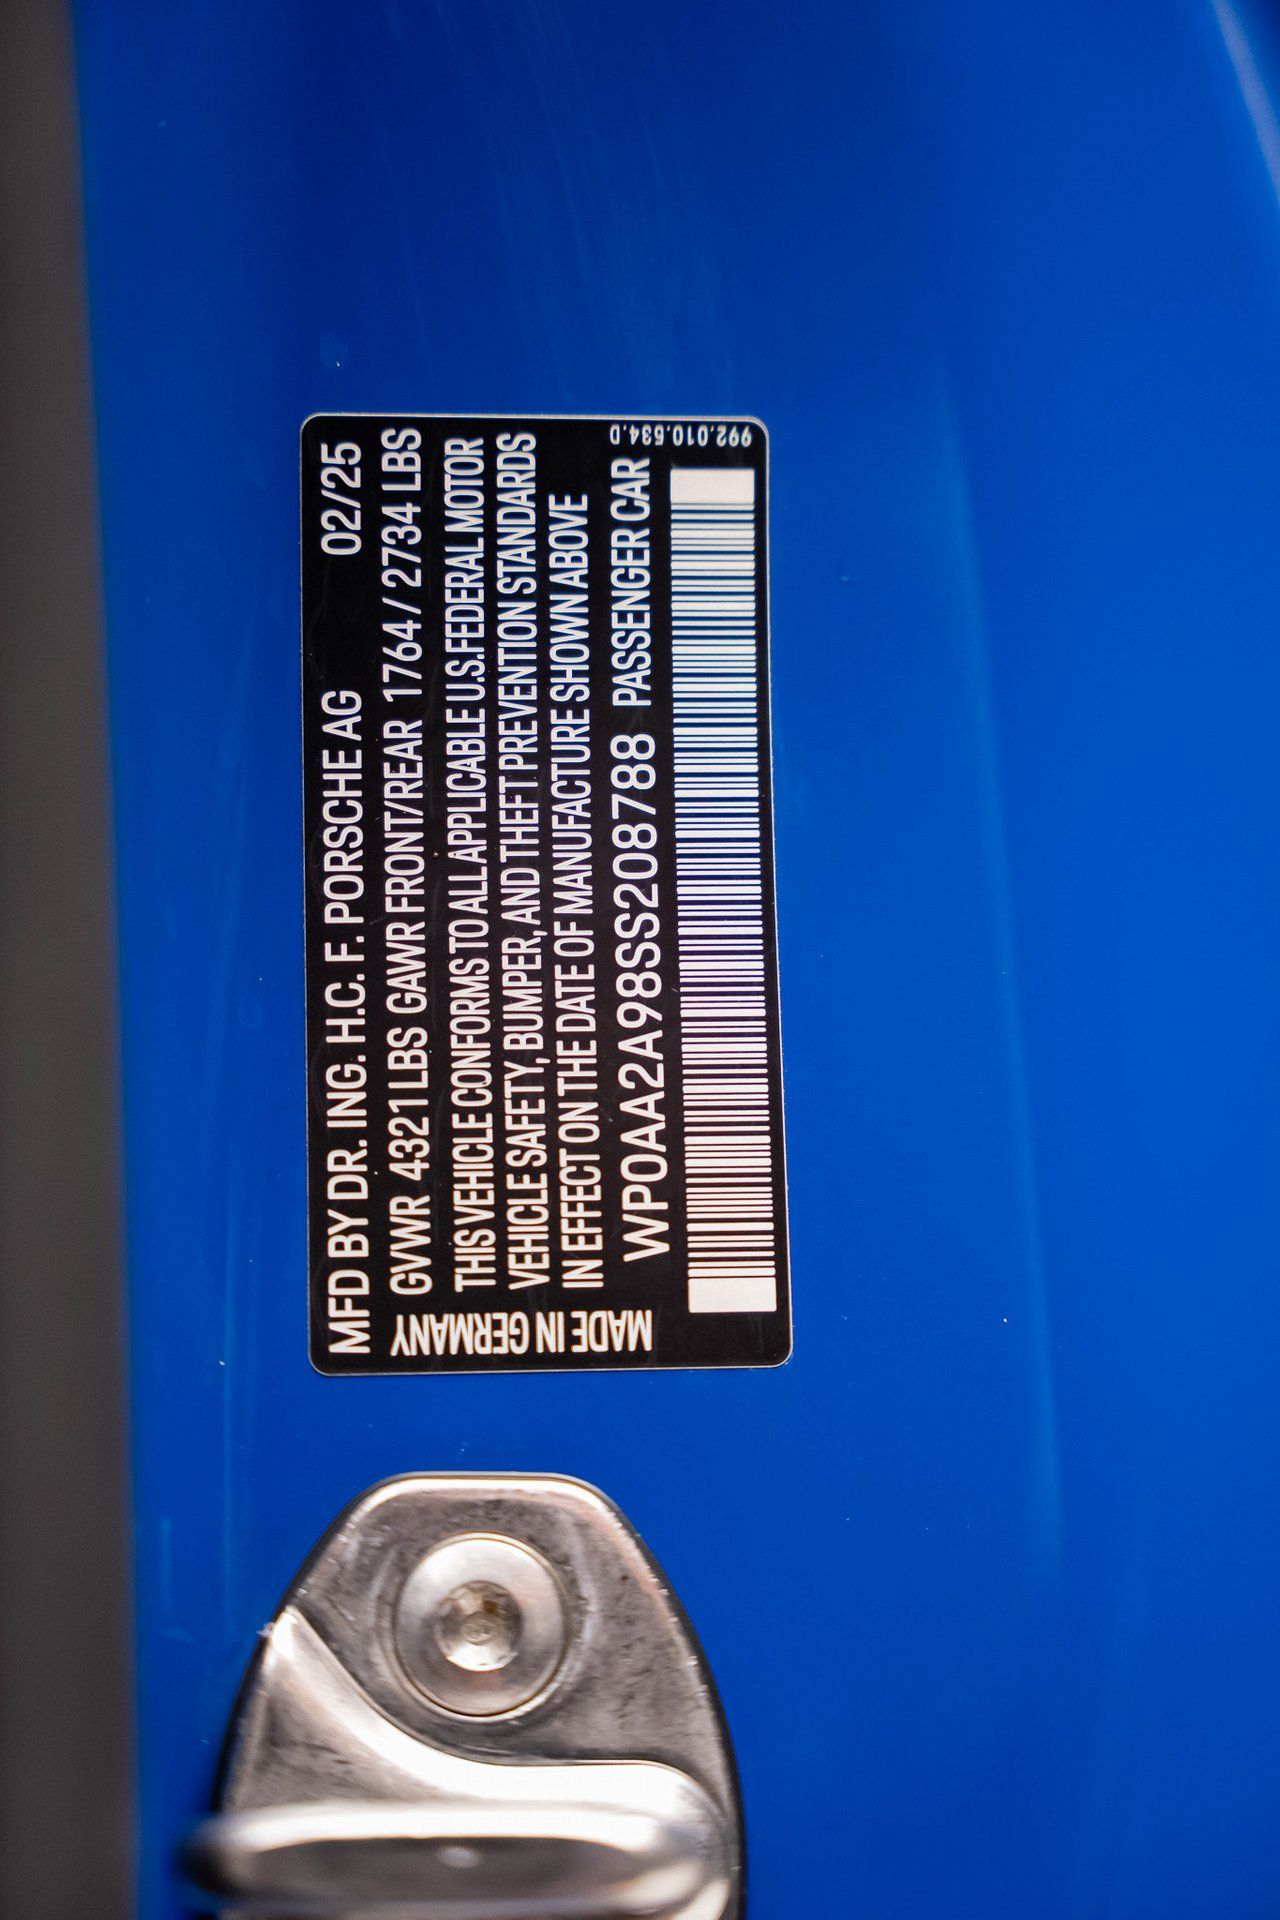 MFD BY DR. ING. H.C. F. PORSCHE AG 02/25
GVWR 4321 LBS GAWR FRONT/REAR 1764 / 2734 LBS
THIS VEHICLE CONFORMS TO ALL APPLICABLE U.S. FEDERAL MOTOR
VEHICLE SAFETY, BUMPER, AND THEFT PREVENTION STANDARDS
IN EFFECT ON THE DATE OF MANUFACTURE SHOWN ABOVE
WP0AA2A98SS208788 PASSENGER CAR
MADE IN GERMANY
992.010.534.D